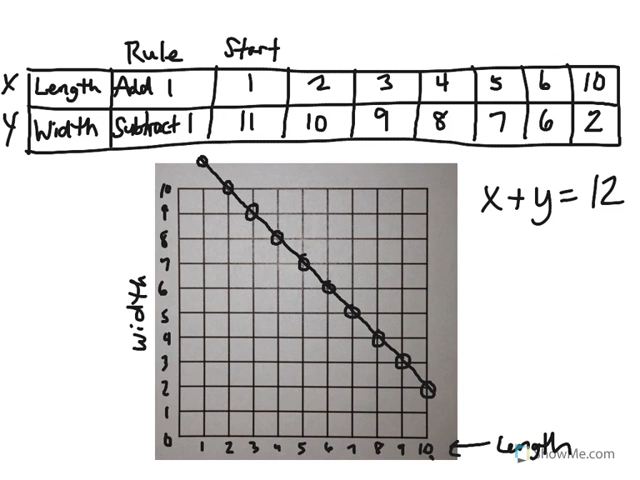 Rule Start
X Length Add 1 1 2 3 4 5 6 10
Y Width Subtract 1 11 10 9 8 7 6 2
x+y=12
10
9
8
7
6
5
4
3
2
1
0
Width
1 2 3 4 5 6 7 8 9 10
← Length
ShowMe.com